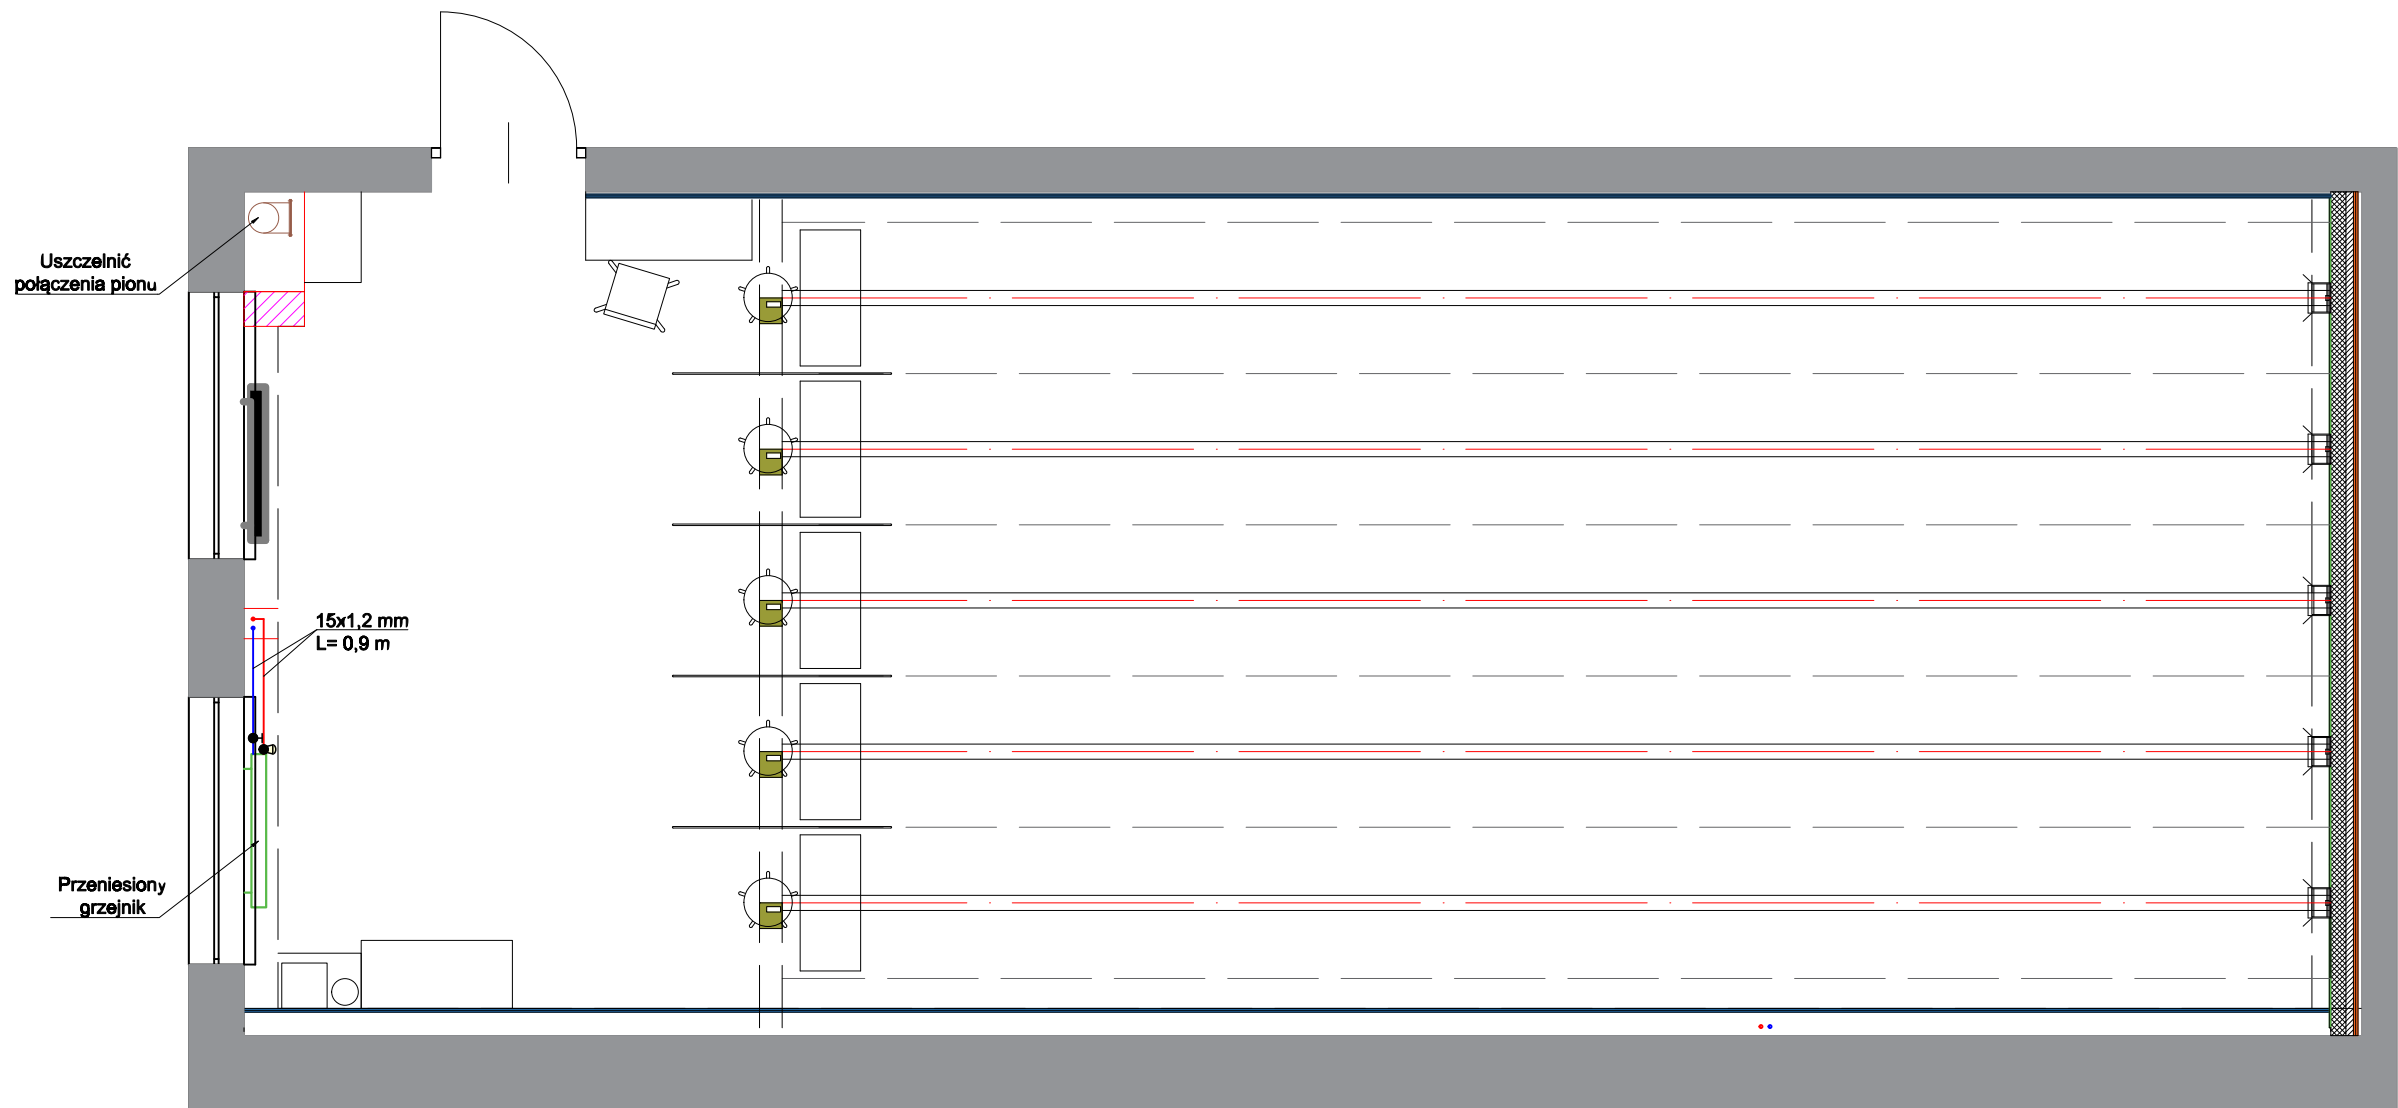 Uszczelnić
połączenia pionu
15x1,2 mm
L= 0,9 m
Przeniesiony
grzejnik